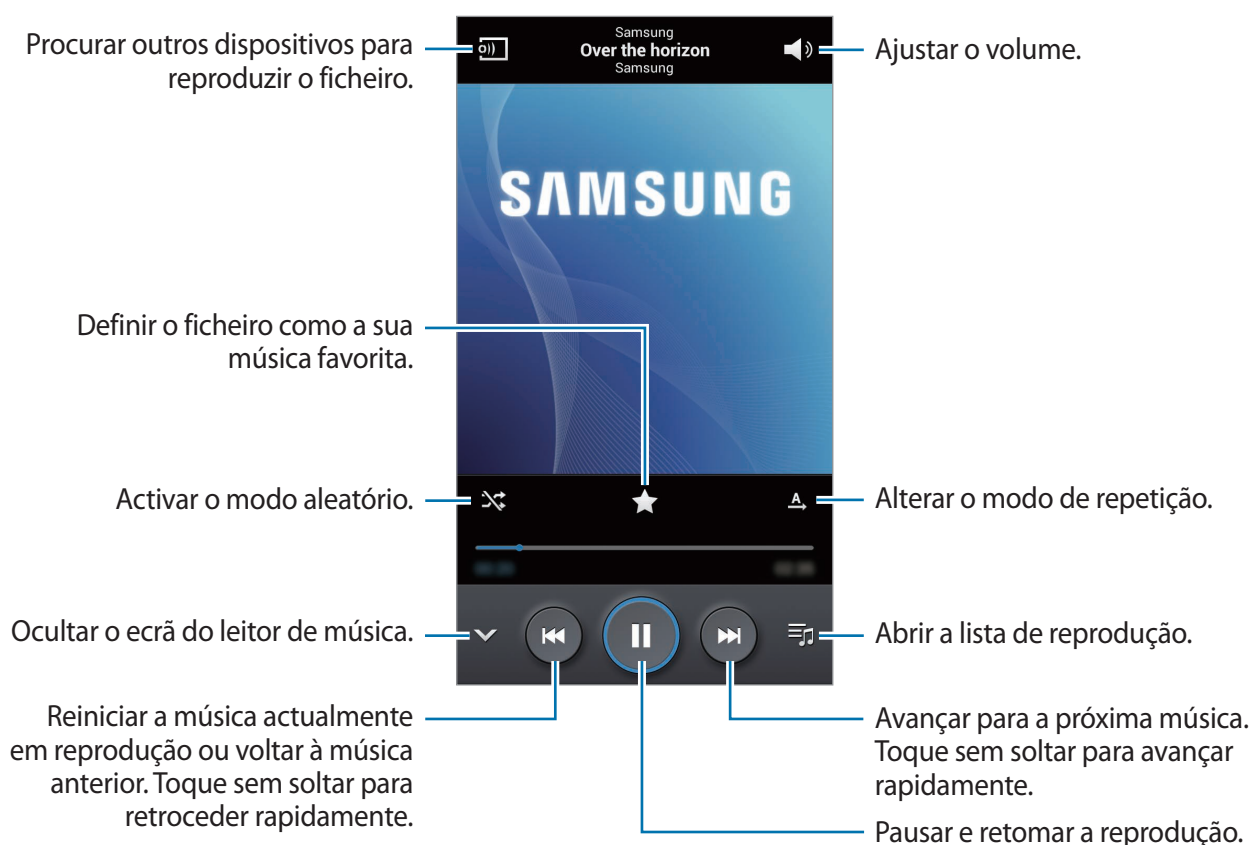 Procurar outros dispositivos para
reproduzir o ficheiro.
Samsung
Over the horizon
Samsung
Ajustar o volume.
SAMSUNG
Definir o ficheiro como a sua
música favorita.
Activar o modo aleatório.
A
Alterar o modo de repetição.
Ocultar o ecrã do leitor de música.
Abrir a lista de reprodução.
Reiniciar a música actualmente
em reprodução ou voltar à música
anterior. Toque sem soltar para
retroceder rapidamente.
Avançar para a próxima música.
Toque sem soltar para avançar
rapidamente.
Pausar e retomar a reprodução.